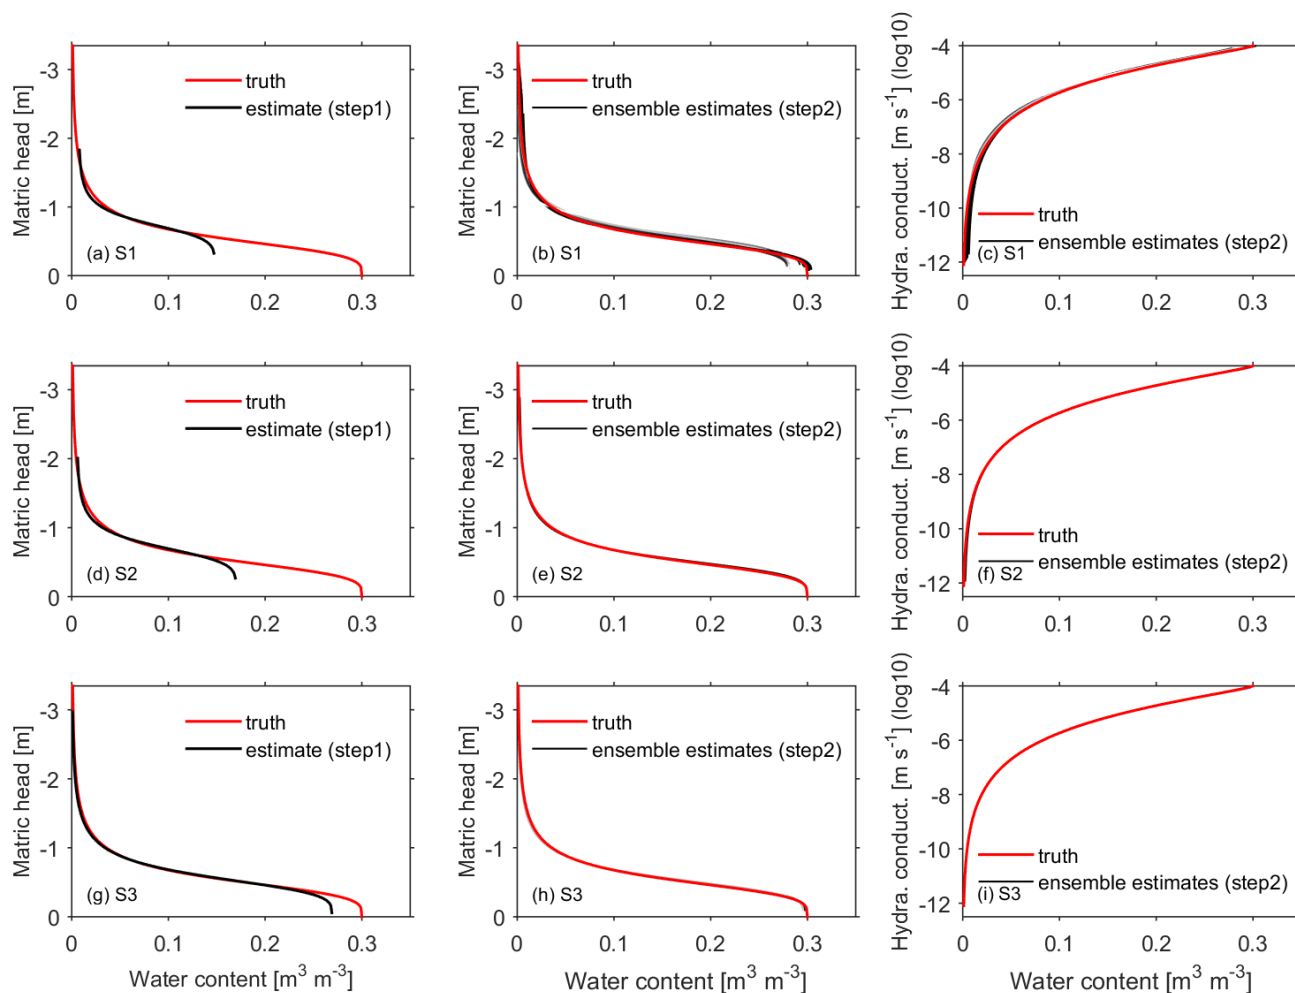 Matric head [m]
-3
-2
-1
0
truth
estimate (step1)
(a) S1
0
0.1
0.2
0.3
Matric head [m]
-3
-2
-1
0
truth
ensemble estimates (step2)
(b) S1
0
0.1
0.2
0.3
Hydra. conduct. [m s⁻¹] (log10)
-4
-6
-8
-10
-12
truth
ensemble estimates (step2)
(c) S1
0
0.1
0.2
0.3
Matric head [m]
-3
-2
-1
0
truth
estimate (step1)
(d) S2
0
0.1
0.2
0.3
Matric head [m]
-3
-2
-1
0
truth
ensemble estimates (step2)
(e) S2
0
0.1
0.2
0.3
Hydra. conduct. [m s⁻¹] (log10)
-4
-6
-8
-10
-12
truth
ensemble estimates (step2)
(f) S2
0
0.1
0.2
0.3
Matric head [m]
-3
-2
-1
0
truth
estimate (step1)
(g) S3
0
0.1
0.2
0.3
Water content [m³ m⁻³]
Matric head [m]
-3
-2
-1
0
truth
ensemble estimates (step2)
(h) S3
0
0.1
0.2
0.3
Water content [m³ m⁻³]
Hydra. conduct. [m s⁻¹] (log10)
-4
-6
-8
-10
-12
truth
ensemble estimates (step2)
(i) S3
0
0.1
0.2
0.3
Water content [m³ m⁻³]